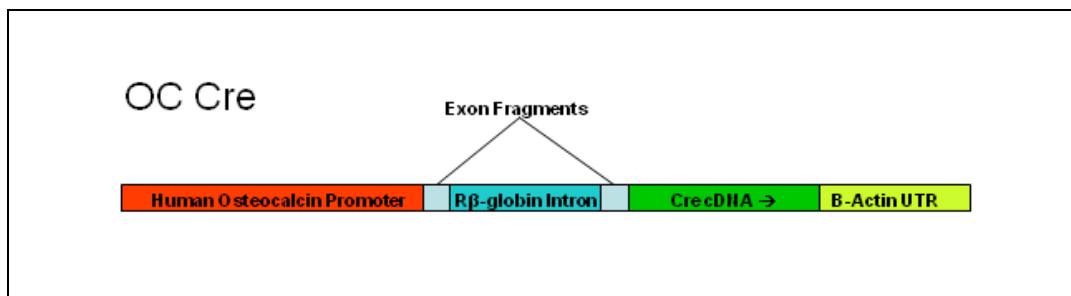 OC Cre
Exon Fragments
Human Osteocalcin Promoter
Rβ-globin Intron
Cre cDNA →
B-Actin UTR